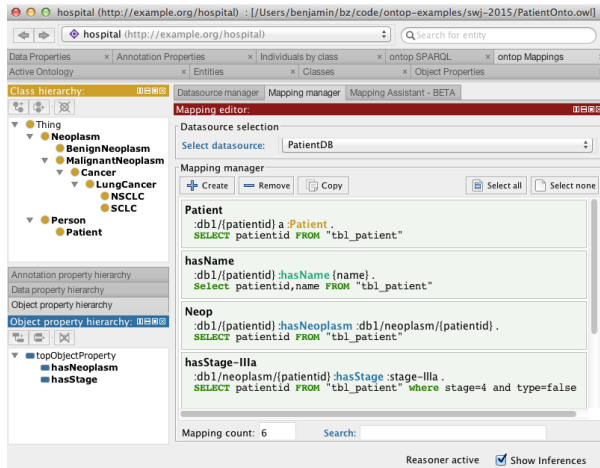 hospital (http://example.org/hospital) : [/Users/benjamin/bz/code/ontop-examples/swj-2015/PatientOnto.owl]
hospital (http://example.org/hospital)
Search for entity
Data Properties × Annotation Properties × Individuals by class × ontop SPARQL × ontop Mappings
Active Ontology × Entities × Classes × Object Properties
Class hierarchy:
Thing
Neoplasm
BenignNeoplasm
MalignantNeoplasm
Cancer
LungCancer
NSCLC
SCLC
Person
Patient
Annotation property hierarchy
Data property hierarchy
Object property hierarchy
Object property hierarchy:
topObjectProperty
hasNeoplasm
hasStage
Datasource manager Mapping manager Mapping Assistant - BETA
Mapping editor:
Datasource selection
Select datasource: PatientDB
Mapping manager
Create Remove Copy Select all Select none
Patient
:db1/{patientid} a :Patient .
SELECT patientid FROM "tbl_patient"
hasName
:db1/{patientid} :hasName {name} .
Select patientid,name FROM "tbl_patient"
Neop
:db1/{patientid} :hasNeoplasm :db1/neoplasm/{patientid} .
SELECT patientid FROM "tbl_patient"
hasStage-IIIa
:db1/neoplasm/{patientid} :hasStage :stage-IIIa .
SELECT patientid FROM "tbl_patient" where stage=4 and type=false
Mapping count: 6 Search:
Reasoner active Show Inferences